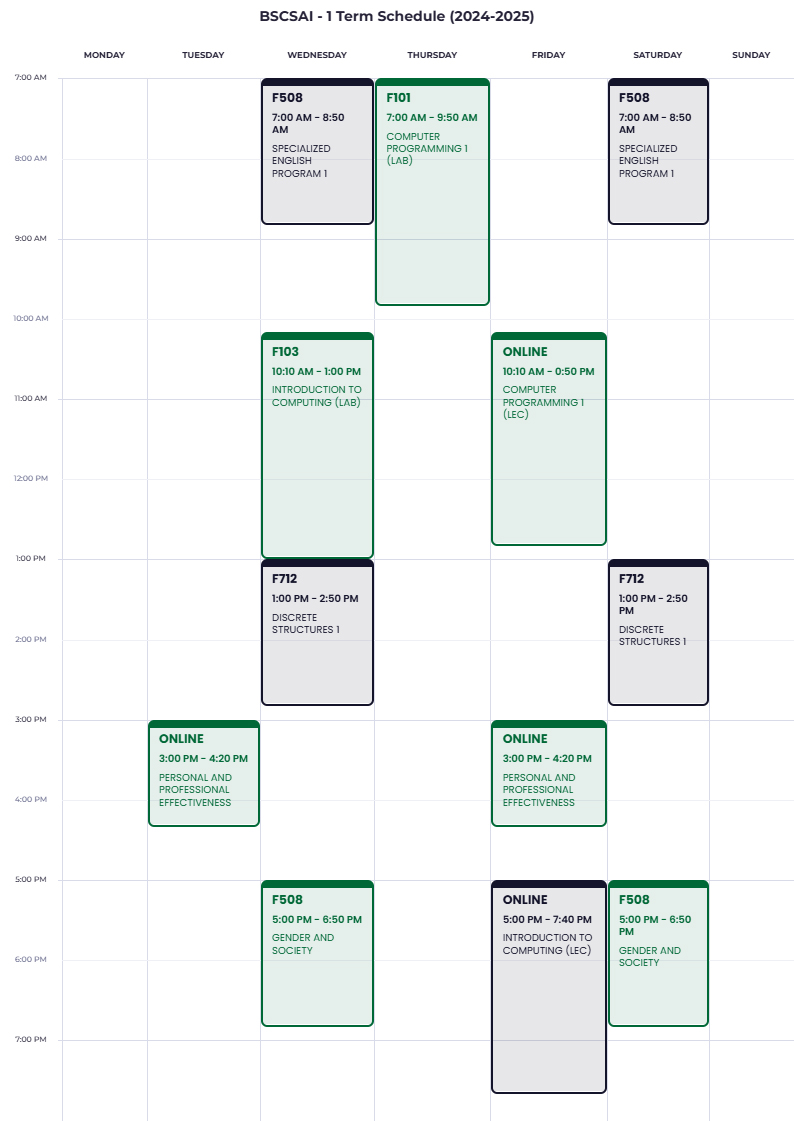 BSCSAI - 1 Term Schedule (2024-2025)
MONDAY
TUESDAY
WEDNESDAY
THURSDAY
FRIDAY
SATURDAY
SUNDAY
7:00 AM
8:00 AM
9:00 AM
10:00 AM
11:00 AM
12:00 PM
1:00 PM
2:00 PM
3:00 PM
4:00 PM
5:00 PM
6:00 PM
7:00 PM
ONLINE
3:00 PM - 4:20 PM
PERSONAL AND
PROFESSIONAL
EFFECTIVENESS
F508
7:00 AM - 8:50
AM
SPECIALIZED
ENGLISH
PROGRAM 1
F103
10:10 AM - 1:00 PM
INTRODUCTION TO
COMPUTING (LAB)
F712
1:00 PM - 2:50 PM
DISCRETE
STRUCTURES 1
F508
5:00 PM - 6:50 PM
GENDER AND
SOCIETY
F101
7:00 AM - 9:50 AM
COMPUTER
PROGRAMMING 1
(LAB)
ONLINE
10:10 AM - 0:50 PM
COMPUTER
PROGRAMMING 1
(LEC)
ONLINE
3:00 PM - 4:20 PM
PERSONAL AND
PROFESSIONAL
EFFECTIVENESS
ONLINE
5:00 PM - 7:40 PM
INTRODUCTION TO
COMPUTING (LEC)
F508
7:00 AM - 8:50
AM
SPECIALIZED
ENGLISH
PROGRAM 1
F712
1:00 PM - 2:50
PM
DISCRETE
STRUCTURES 1
F508
5:00 PM - 6:50
PM
GENDER AND
SOCIETY